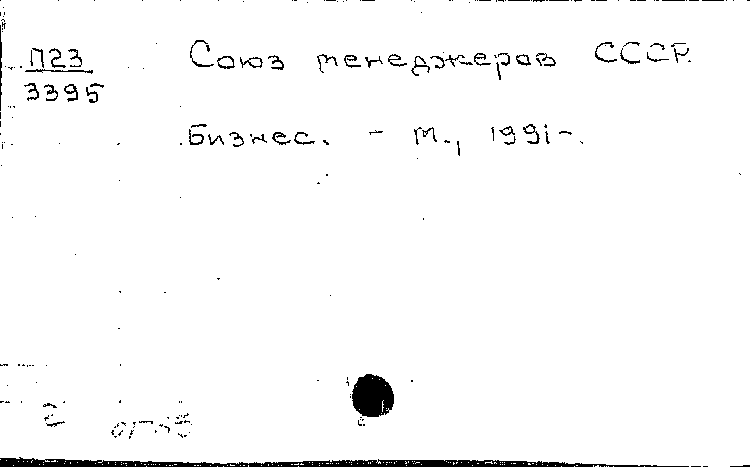 П23
3395
Союз менеджеров СССР.
Бизнес. - М., 1991-.